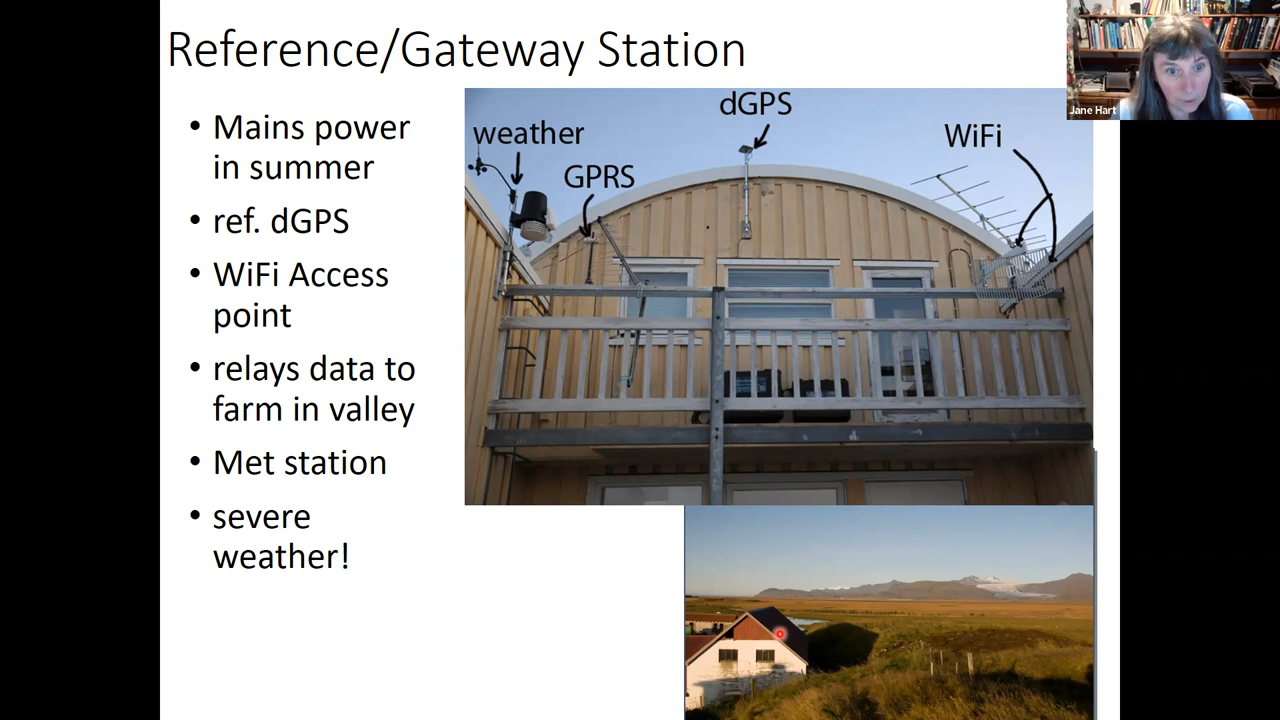 Reference/Gateway Station
Jane Hart
• Mains power
in summer
• ref. dGPS
• WiFi Access
point
• relays data to
farm in valley
• Met station
• severe
weather!
dGPS
weather
WiFi
GPRS